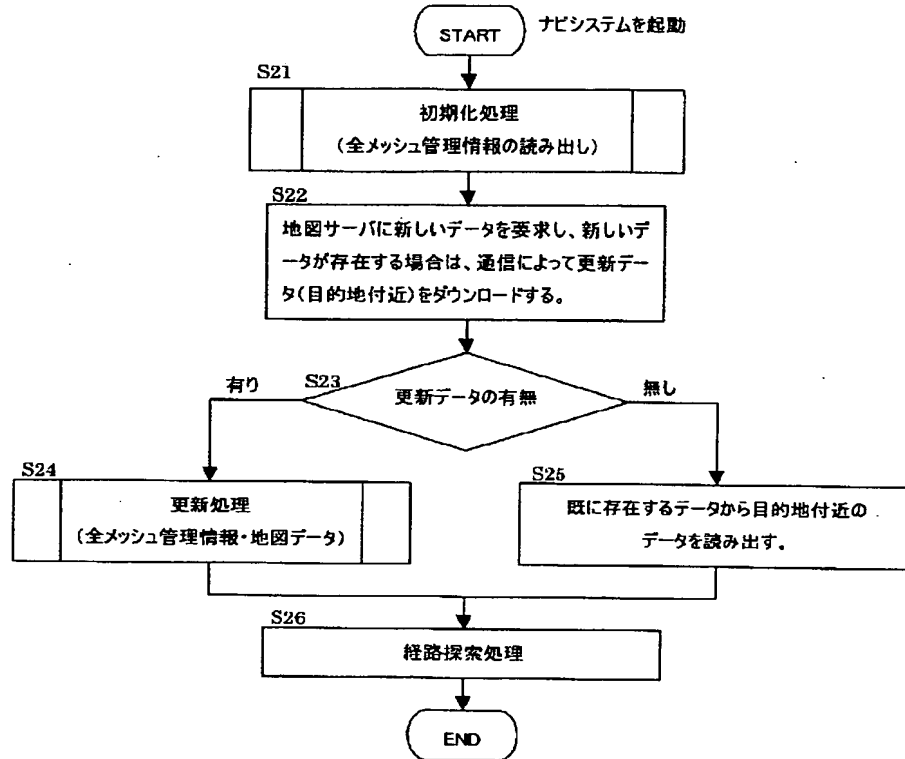 START
ナビシステムを起動
S21
初期化処理
(全メッシュ管理情報の読み出し)
S22
地図サーバに新しいデータを要求し、新しいデ
ータが存在する場合は、通信によって更新デー
タ(目的地付近)をダウンロードする。
S23
更新データの有無
有り
無し
S24
更新処理
(全メッシュ管理情報・地図データ)
S25
既に存在するデータから目的地付近の
データを読み出す。
S26
経路探索処理
END